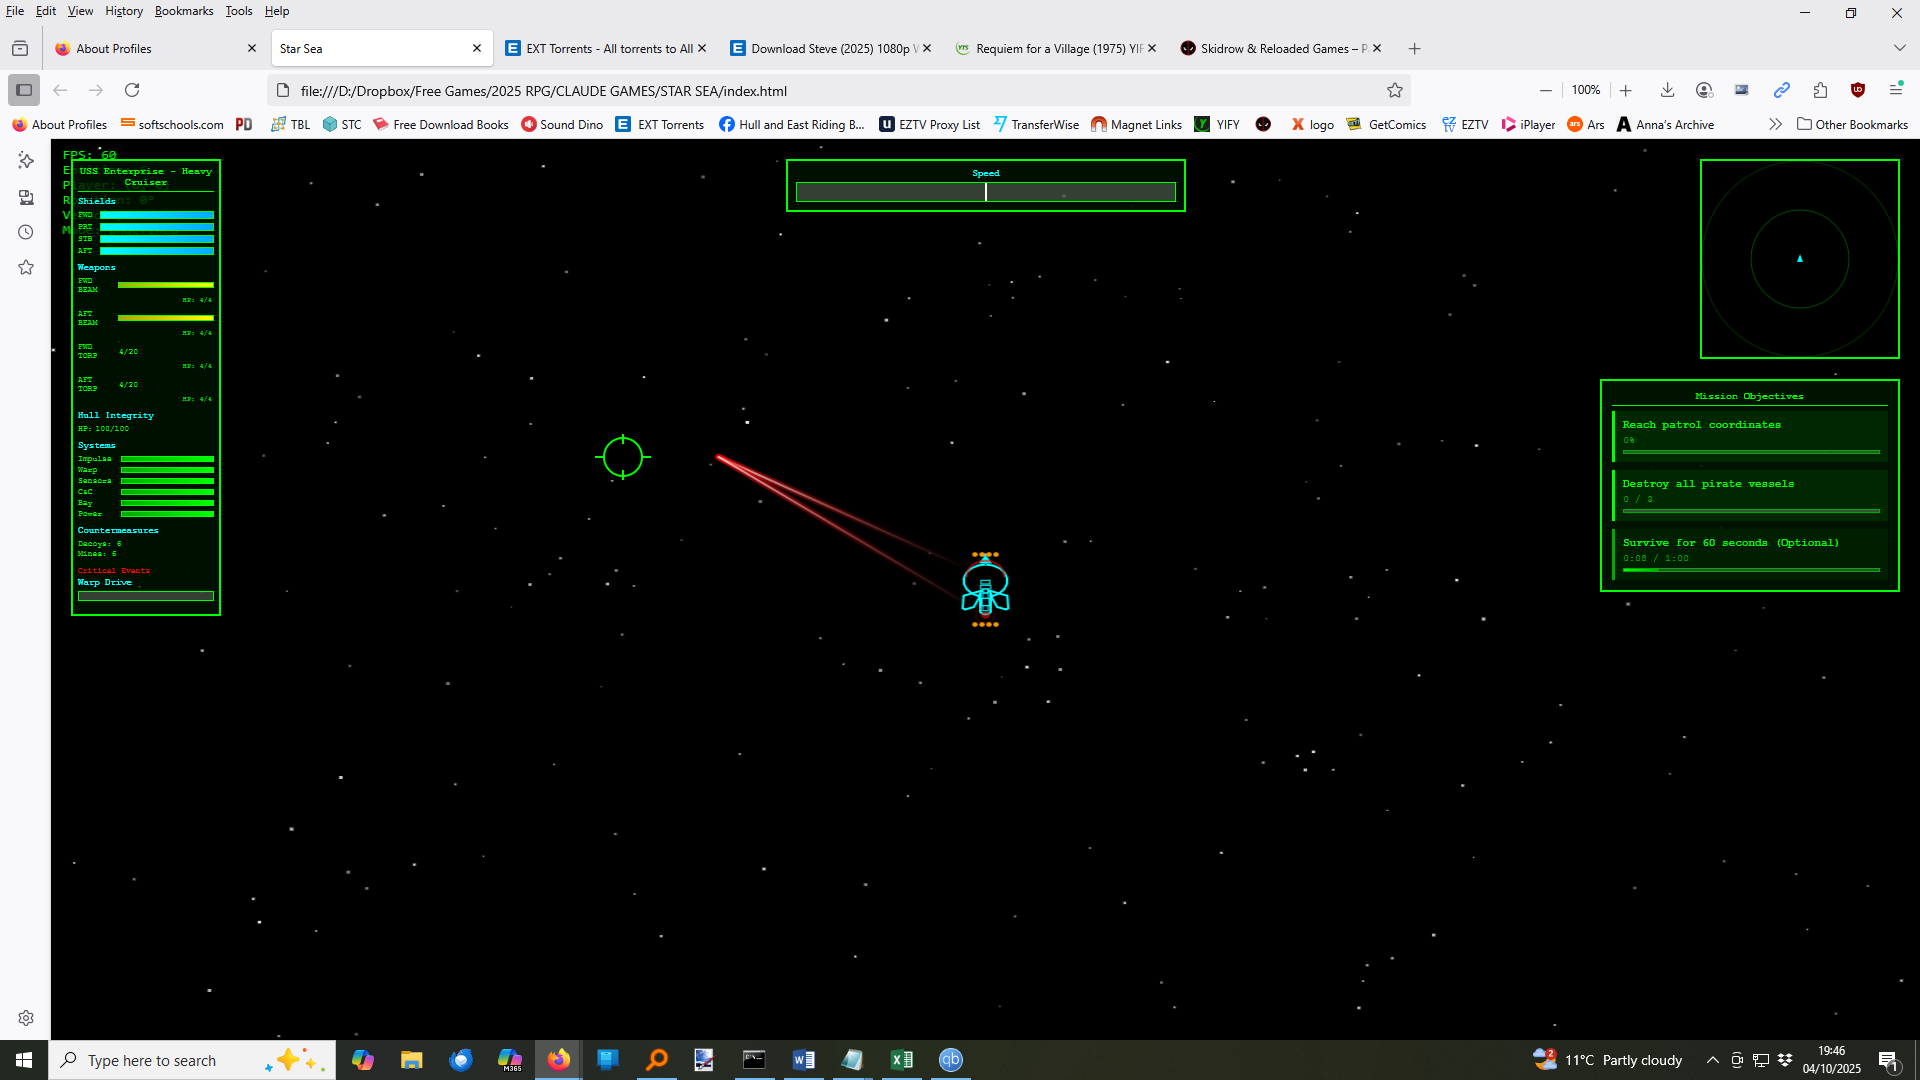 File Edit View History Bookmarks Tools Help
About Profiles
Star Sea
EXT Torrents - All torrents to All
Download Steve (2025) 1080p W
Requiem for a Village (1975) YIF
Skidrow & Reloaded Games – P
file:///D:/Dropbox/Free Games/2025 RPG/CLAUDE GAMES/STAR SEA/index.html
100%
About Profiles
softschools.com
PD
TBL
STC
Free Download Books
Sound Dino
EXT Torrents
Hull and East Riding B...
EZTV Proxy List
TransferWise
Magnet Links
YIFY
logo
GetComics
EZTV
iPlayer
Ars
Anna's Archive
Other Bookmarks
FPS: 60
USS Enterprise - Heavy
Cruiser
Shields
FWD
PRT
STB
AFT
Weapons
FWD
BEAM
HP: 4/4
AFT
BEAM
HP: 4/4
FWD
TORP
4/20
HP: 4/4
AFT
TORP
4/20
HP: 4/4
Hull Integrity
HP: 100/100
Systems
Impulse
Warp
Sensors
C&C
Bay
Power
Countermeasures
Decoys: 6
Mines: 6
Critical Events
Warp Drive
Speed
Mission Objectives
Reach patrol coordinates
0%
Destroy all pirate vessels
0 / 3
Survive for 60 seconds (Optional)
0:08 / 1:00
Type here to search
11°C Partly cloudy
19:46
04/10/2025